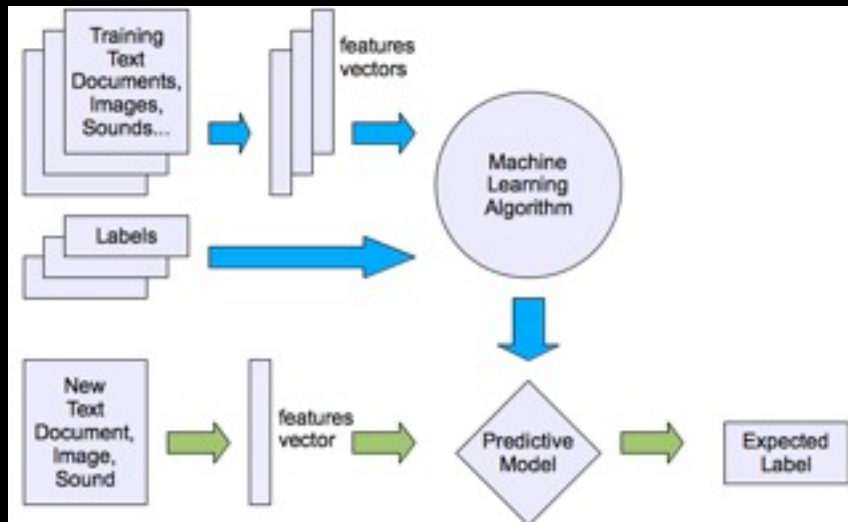 Training
Text
Documents,
Images,
Sounds...
features
vectors
Machine
Learning
Algorithm
Labels
New
Text
Document,
Image,
Sound
features
vector
Predictive
Model
Expected
Label